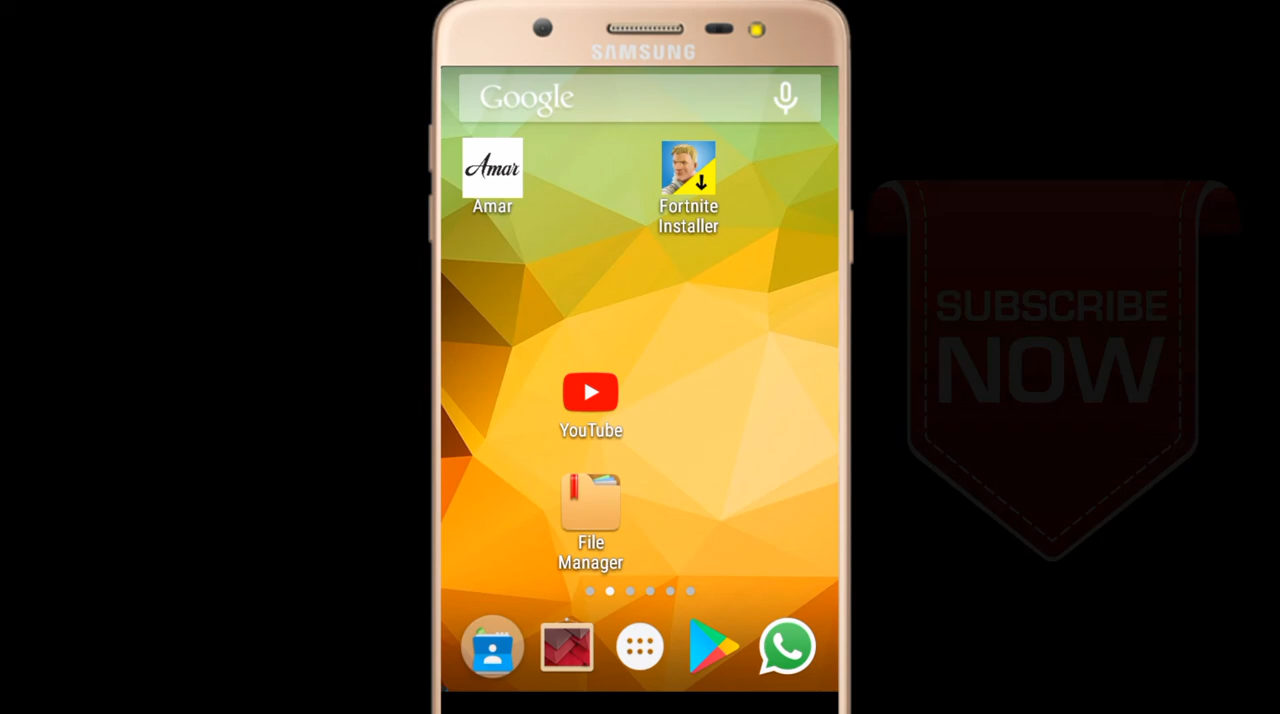 SAMSUNG
Google
Amar
Amar
Fortnite
Installer
YouTube
File
Manager
SUBSCRIBE
NOW